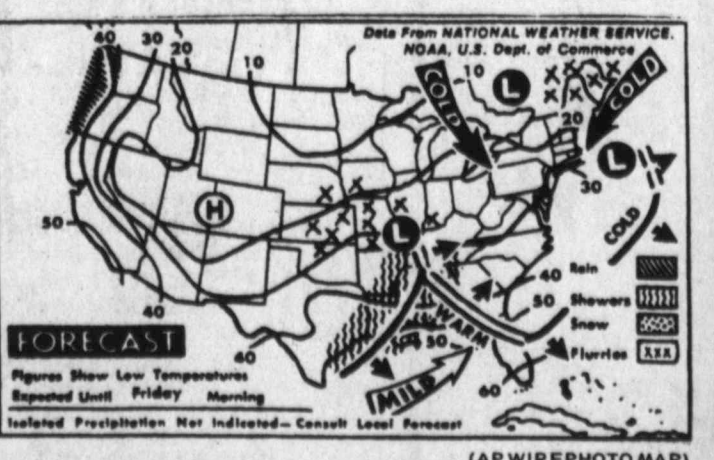 Data From NATIONAL WEATHER SERVICE,
NOAA, U.S. Dept. of Commerce
40
30
20
10
COLD
10
L
COLD
20
L
30
COLD
H
50
L
40
Rain
50
Showers
WARM
Snow
40
40
50
Flurries
XXX
60
MILD
FORECAST
Figures Show Low Temperatures
Expected Until Friday Morning
Isolated Precipitation Not Indicated— Consult Local Forecast
(AP WIREPHOTO MAP)